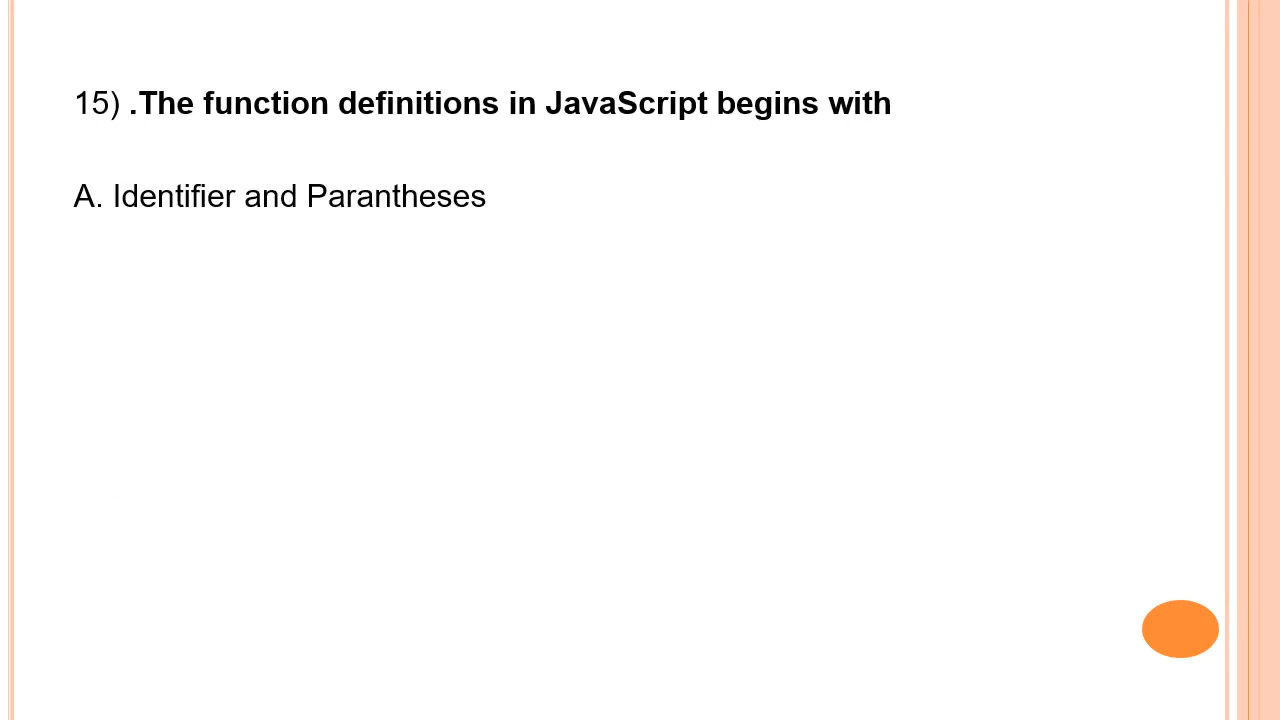 15) .The function definitions in JavaScript begins with
A. Identifier and Parantheses